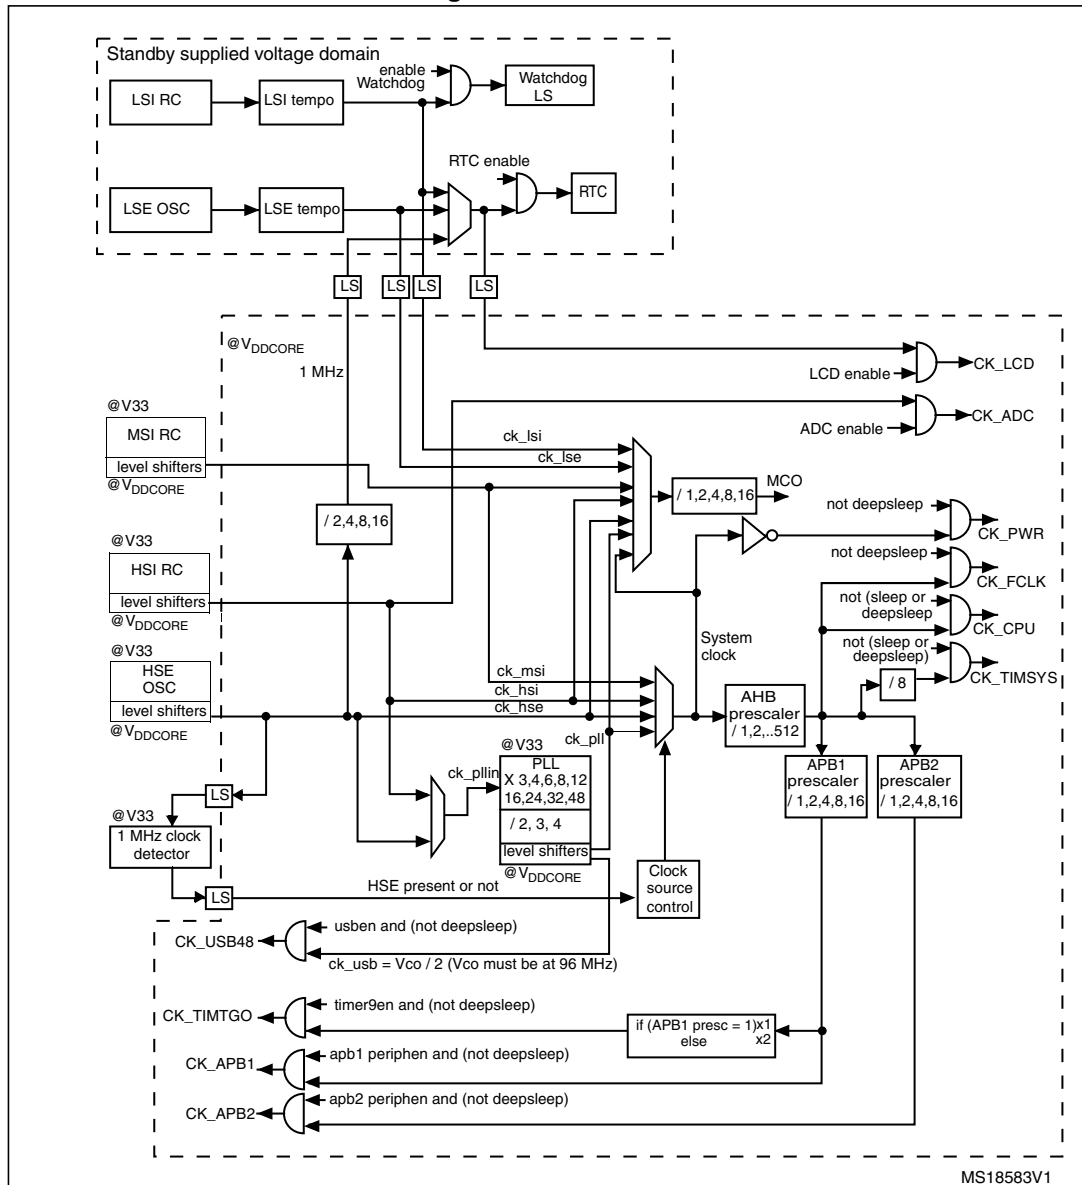 Standby supplied voltage domain
enable
Watchdog
Watchdog
LS
LSI RC
LSI tempo
RTC enable
RTC
LSE OSC
LSE tempo
LS
LS
LS
LS
@VDDCORE
1 MHz
CK_LCD
LCD enable
@V33
MSI RC
level shifters
@VDDCORE
CK_ADC
ADC enable
ck_lsi
ck_lse
/ 1,2,4,8,16
MCO
/ 2,4,8,16
not deepsleep
CK_PWR
@V33
HSI RC
level shifters
@VDDCORE
not deepsleep
CK_FCLK
not (sleep or
deepsleep
CK_CPU
System
clock
not (sleep or
deepsleep)
CK_TIMSYS
/ 8
@V33
HSE
OSC
level shifters
@VDDCORE
ck_msi
ck_hsi
ck_hse
ck_pll
AHB
prescaler
/ 1,2,..512
@V33
PLL
X 3,4,6,8,12
16,24,32,48
/ 2, 3, 4
level shifters
@VDDCORE
ck_pllin
APB1
prescaler
/ 1,2,4,8,16
APB2
prescaler
/ 1,2,4,8,16
LS
@V33
1 MHz clock
detector
LS
HSE present or not
Clock
source
control
CK_USB48
usben and (not deepsleep)
ck_usb = Vco / 2 (Vco must be at 96 MHz)
CK_TIMTGO
timer9en and (not deepsleep)
if (APB1 presc = 1)x1
else x2
CK_APB1
apb1 periphen and (not deepsleep)
CK_APB2
apb2 periphen and (not deepsleep)
MS18583V1